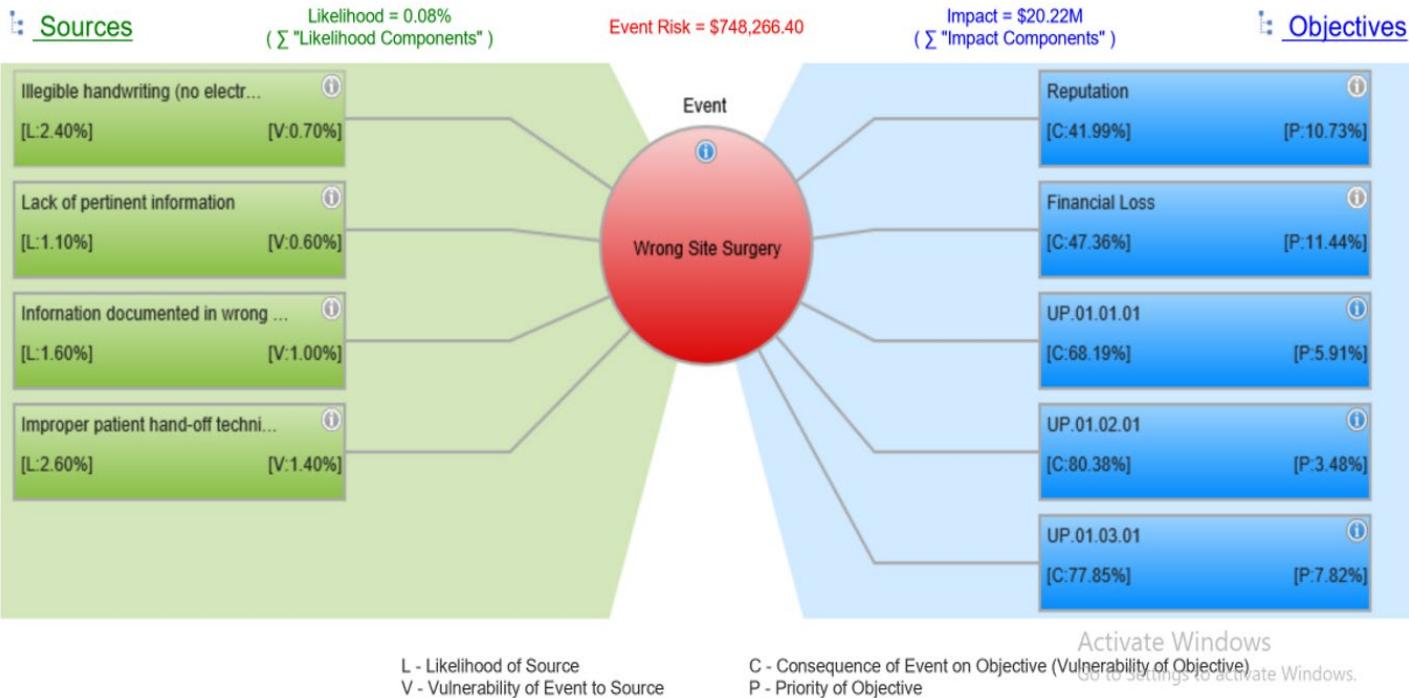 Sources
Likelihood = 0.08%
( ∑ "Likelihood Components" )
Event Risk = $748,266.40
Impact = $20.22M
( ∑ "Impact Components" )
Objectives
Illegible handwriting (no electr...
[L:2.40%] [V:0.70%]
Lack of pertinent information
[L:1.10%] [V:0.60%]
Infornation documented in wrong ...
[L:1.60%] [V:1.00%]
Improper patient hand-off techni...
[L:2.60%] [V:1.40%]
Event
Wrong Site Surgery
Reputation
[C:41.99%] [P:10.73%]
Financial Loss
[C:47.36%] [P:11.44%]
UP.01.01.01
[C:68.19%] [P:5.91%]
UP.01.02.01
[C:80.38%] [P:3.48%]
UP.01.03.01
[C:77.85%] [P:7.82%]
L - Likelihood of Source
V - Vulnerability of Event to Source
C - Consequence of Event on Objective (Vulnerability of Objective)
P - Priority of Objective
Activate Windows
Go to Settings to activate Windows.